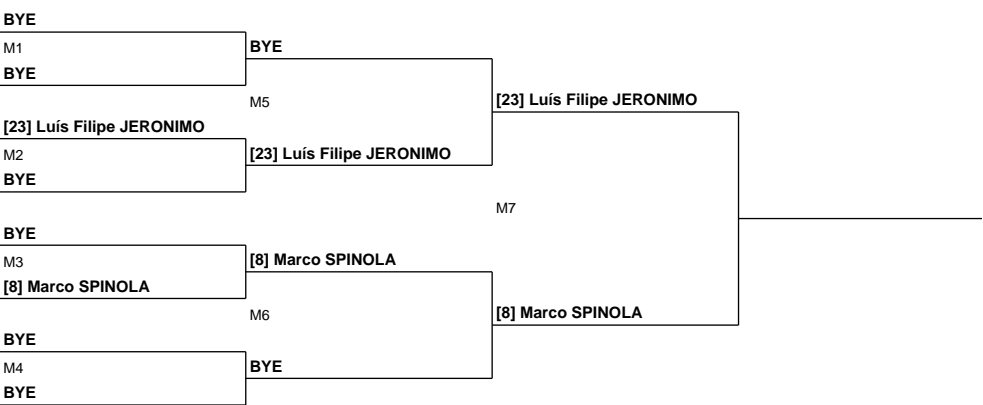 BYE
M1
BYE
BYE
M5
[23] Luís Filipe JERONIMO
[23] Luís Filipe JERONIMO
M2
[23] Luís Filipe JERONIMO
BYE
M7
BYE
M3
[8] Marco SPINOLA
[8] Marco SPINOLA
M6
[8] Marco SPINOLA
BYE
M4
BYE
BYE